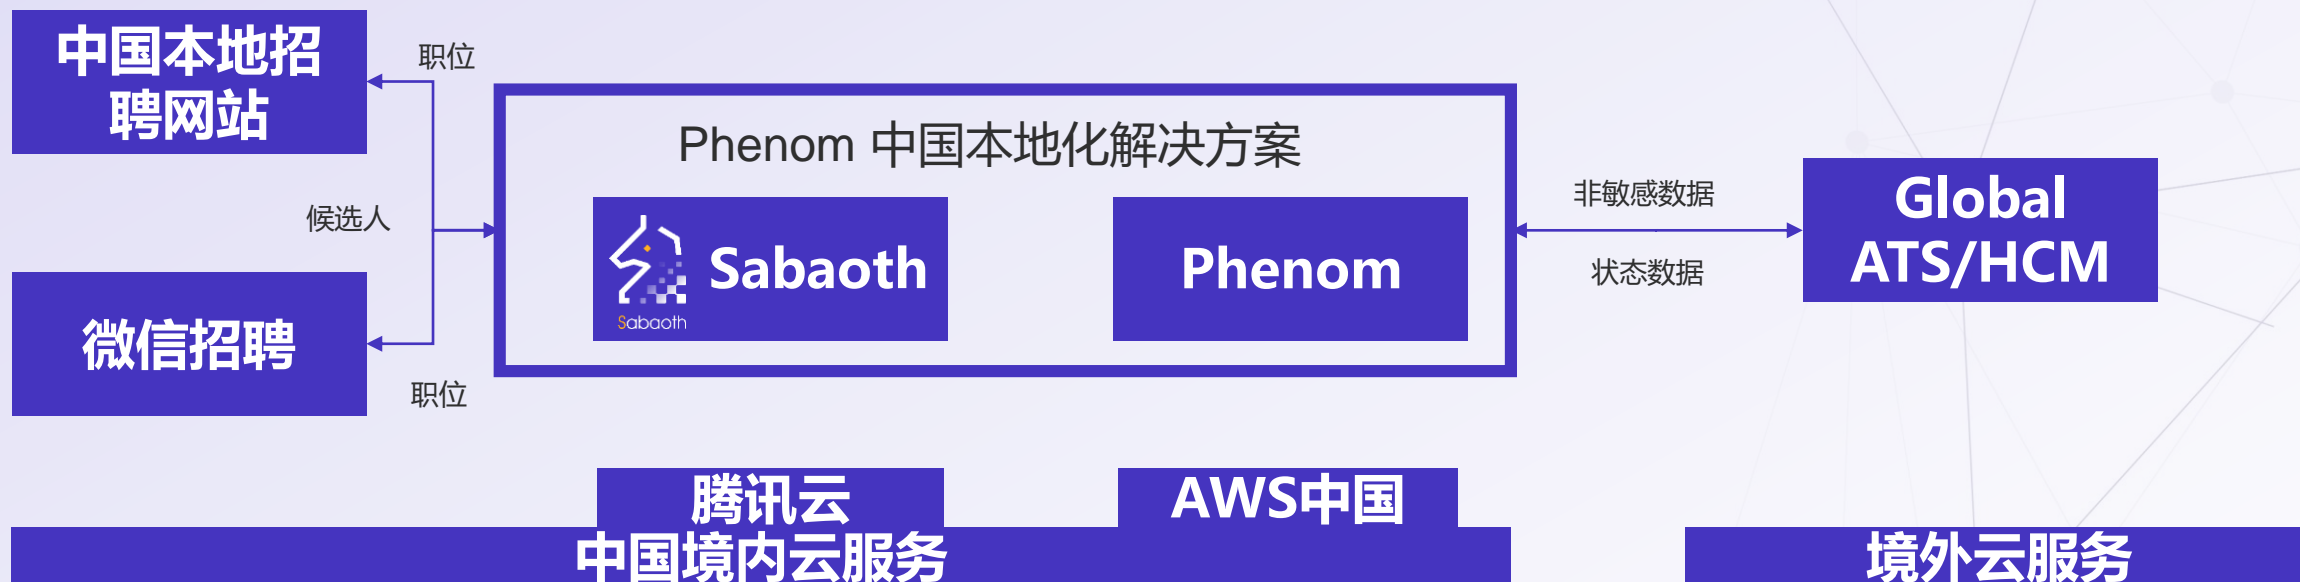 中国本地招
聘网站
职位
Phenom 中国本地化解决方案
候选人
Sabaoth
Sabaoth
Phenom
微信招聘
职位
非敏感数据
状态数据
Global
ATS/HCM
腾讯云
AWS中国
中国境内云服务
境外云服务